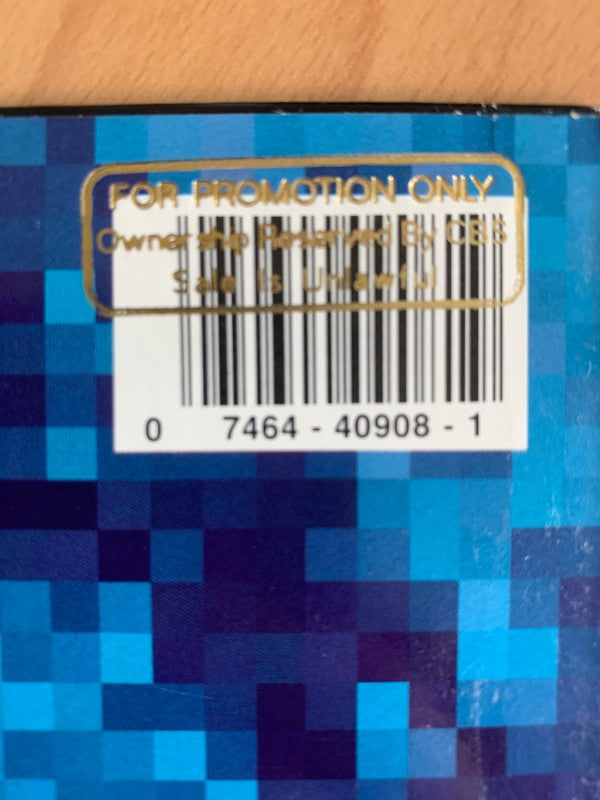 FOR PROMOTION ONLY
Ownership Reserved By CBS
Sale Is Unlawful
0 7464 - 40908 - 1